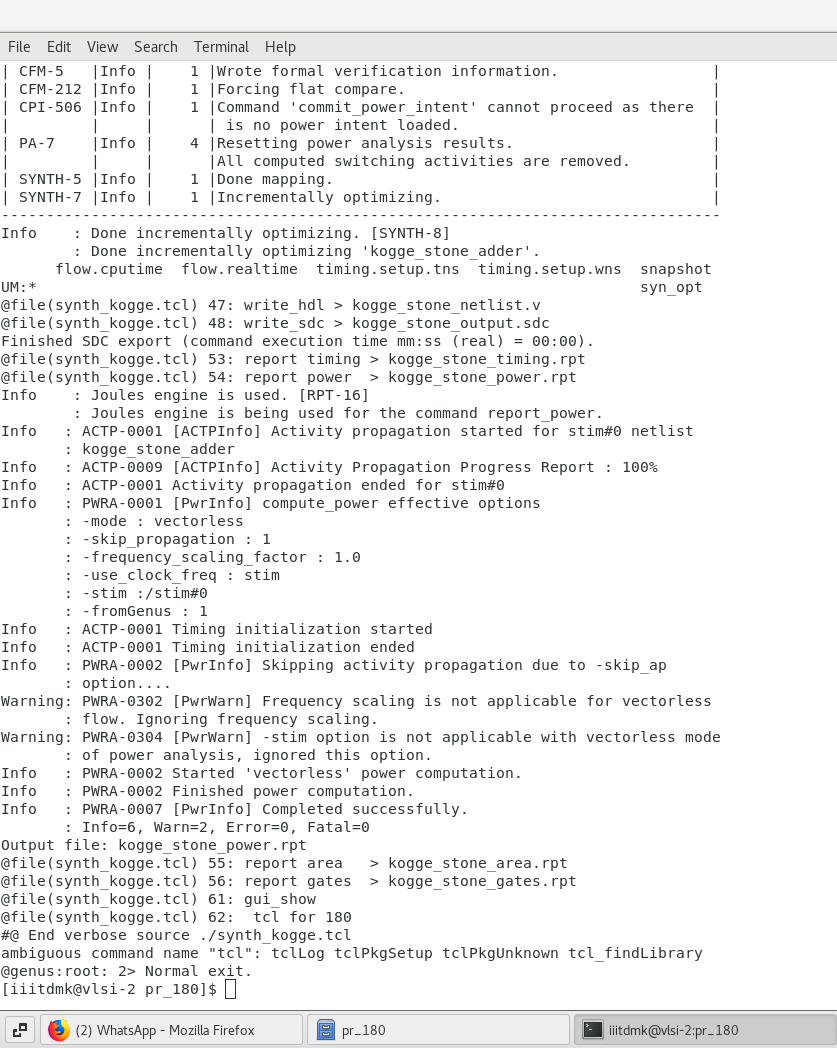 File Edit View Search Terminal Help
| CFM-5   |Info |    1 |Wrote formal verification information.                 |
| CFM-212 |Info |    1 |Forcing flat compare.                                  |
| CPI-506 |Info |    1 |Command 'commit_power_intent' cannot proceed as there  |
|         |     |      | is no power intent loaded.                            |
| PA-7    |Info |    4 |Resetting power analysis results.                      |
|         |     |      |All computed switching activities are removed.         |
| SYNTH-5 |Info |    1 |Done mapping.                                          |
| SYNTH-7 |Info |    1 |Incrementally optimizing.                              |
--------------------------------------------------------------------------------
Info    : Done incrementally optimizing. [SYNTH-8]
        : Done incrementally optimizing 'kogge_stone_adder'.
      flow.cputime  flow.realtime  timing.setup.tns  timing.setup.wns  snapshot
UM:*                                                                   syn_opt
@file(synth_kogge.tcl) 47: write_hdl > kogge_stone_netlist.v
@file(synth_kogge.tcl) 48: write_sdc > kogge_stone_output.sdc
Finished SDC export (command execution time mm:ss (real) = 00:00).
@file(synth_kogge.tcl) 53: report timing > kogge_stone_timing.rpt
@file(synth_kogge.tcl) 54: report power  > kogge_stone_power.rpt
Info    : Joules engine is used. [RPT-16]
        : Joules engine is being used for the command report_power.
Info   : ACTP-0001 [ACTPInfo] Activity propagation started for stim#0 netlist
       : kogge_stone_adder
Info   : ACTP-0009 [ACTPInfo] Activity Propagation Progress Report : 100%
Info   : ACTP-0001 Activity propagation ended for stim#0
Info   : PWRA-0001 [PwrInfo] compute_power effective options
       : -mode : vectorless
       : -skip_propagation : 1
       : -frequency_scaling_factor : 1.0
       : -use_clock_freq : stim
       : -stim :/stim#0
       : -fromGenus : 1
Info   : ACTP-0001 Timing initialization started
Info   : ACTP-0001 Timing initialization ended
Info   : PWRA-0002 [PwrInfo] Skipping activity propagation due to -skip_ap
       : option....
Warning: PWRA-0302 [PwrWarn] Frequency scaling is not applicable for vectorless
       : flow. Ignoring frequency scaling.
Warning: PWRA-0304 [PwrWarn] -stim option is not applicable with vectorless mode
       : of power analysis, ignored this option.
Info   : PWRA-0002 Started 'vectorless' power computation.
Info   : PWRA-0002 Finished power computation.
Info   : PWRA-0007 [PwrInfo] Completed successfully.
       : Info=6, Warn=2, Error=0, Fatal=0
Output file: kogge_stone_power.rpt
@file(synth_kogge.tcl) 55: report area   > kogge_stone_area.rpt
@file(synth_kogge.tcl) 56: report gates  > kogge_stone_gates.rpt
@file(synth_kogge.tcl) 61: gui_show
@file(synth_kogge.tcl) 62:  tcl for 180
#@ End verbose source ./synth_kogge.tcl
ambiguous command name "tcl": tclLog tclPkgSetup tclPkgUnknown tcl_findLibrary
@genus:root: 2> Normal exit.
[iiitdmk@vlsi-2 pr_180]$
(2) WhatsApp - Mozilla Firefox pr_180 iiitdmk@vlsi-2:pr_180